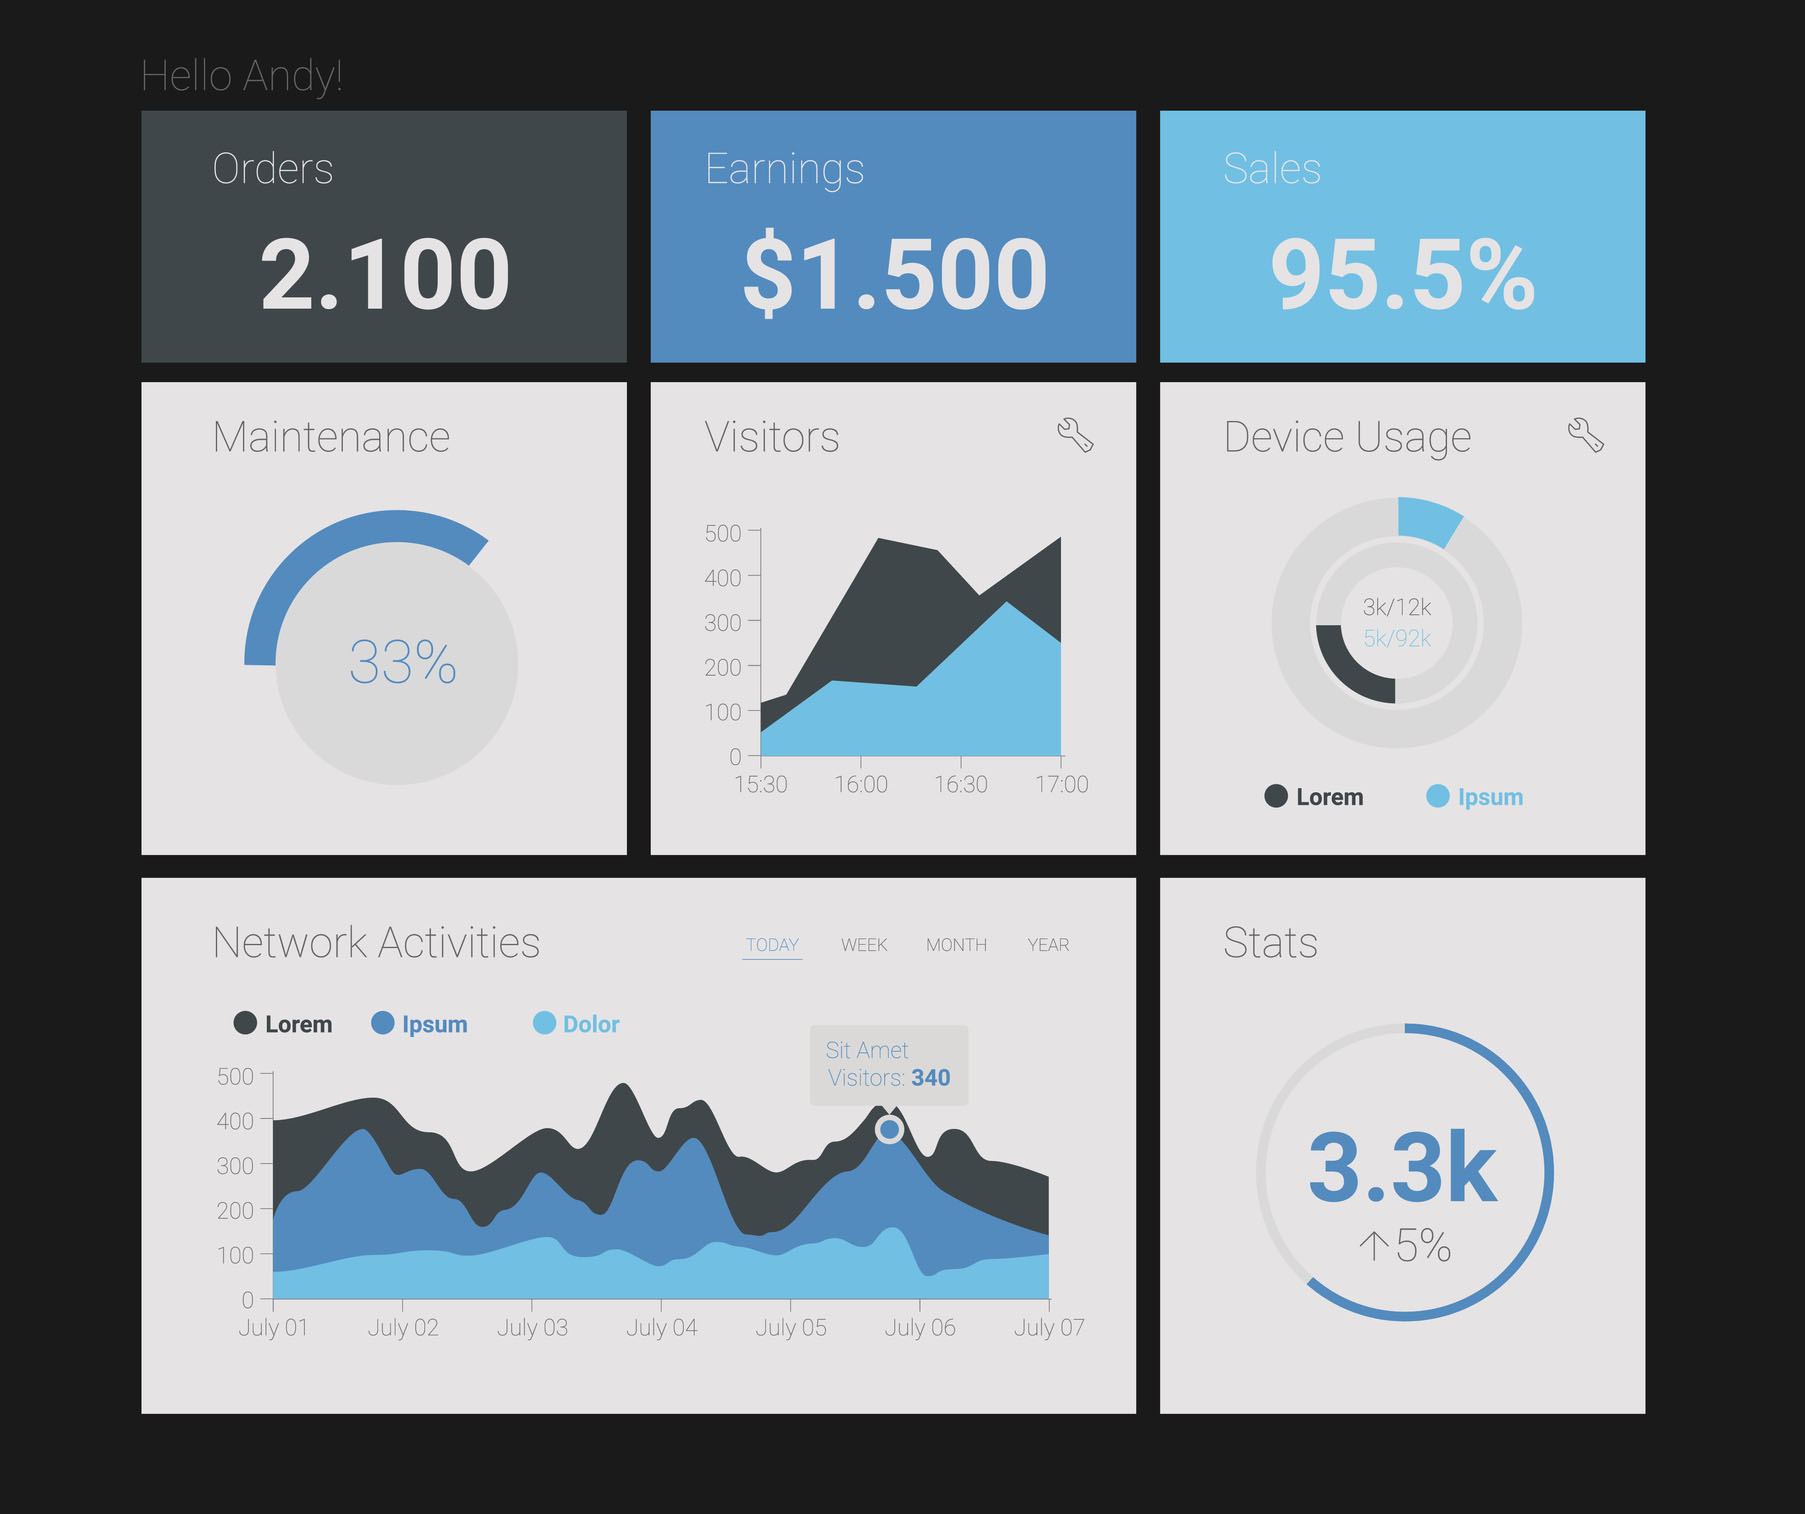 Hello Andy!
Orders
2.100
Earnings
$1.500
Sales
95.5%
Maintenance
33%
Visitors
500
400
300
200
100
0
15:30 16:00 16:30 17:00
Device Usage
3k/12k
5k/92k
Lorem Ipsum
Network Activities
TODAY WEEK MONTH YEAR
Lorem Ipsum Dolor
Sit Amet
Visitors: 340
500
400
300
200
100
0
July 01 July 02 July 03 July 04 July 05 July 06 July 07
Stats
3.3k
↑5%